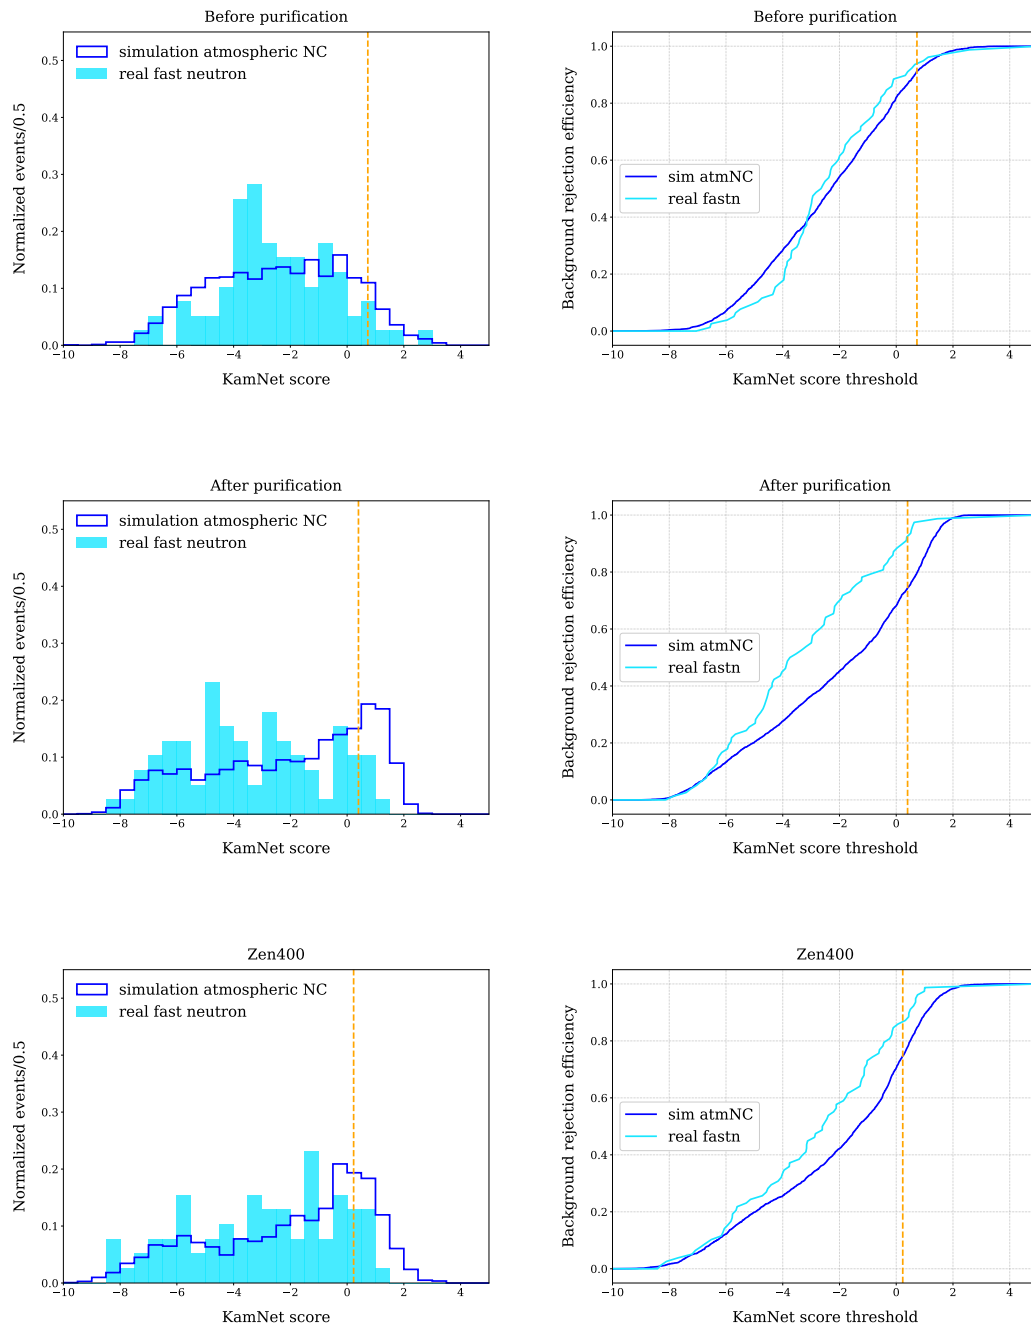 Before purification
simulation atmospheric NC
real fast neutron
Normalized events/0.5
0.5
0.4
0.3
0.2
0.1
0.0
−10 −8 −6 −4 −2 0 2 4
KamNet score
Before purification
sim atmNC
real fastn
Background rejection efficiency
1.0
0.8
0.6
0.4
0.2
0.0
−10 −8 −6 −4 −2 0 2 4
KamNet score threshold
After purification
simulation atmospheric NC
real fast neutron
Normalized events/0.5
0.5
0.4
0.3
0.2
0.1
0.0
−10 −8 −6 −4 −2 0 2 4
KamNet score
After purification
sim atmNC
real fastn
Background rejection efficiency
1.0
0.8
0.6
0.4
0.2
0.0
−10 −8 −6 −4 −2 0 2 4
KamNet score threshold
Zen400
simulation atmospheric NC
real fast neutron
Normalized events/0.5
0.5
0.4
0.3
0.2
0.1
0.0
−10 −8 −6 −4 −2 0 2 4
KamNet score
Zen400
sim atmNC
real fastn
Background rejection efficiency
1.0
0.8
0.6
0.4
0.2
0.0
−10 −8 −6 −4 −2 0 2 4
KamNet score threshold